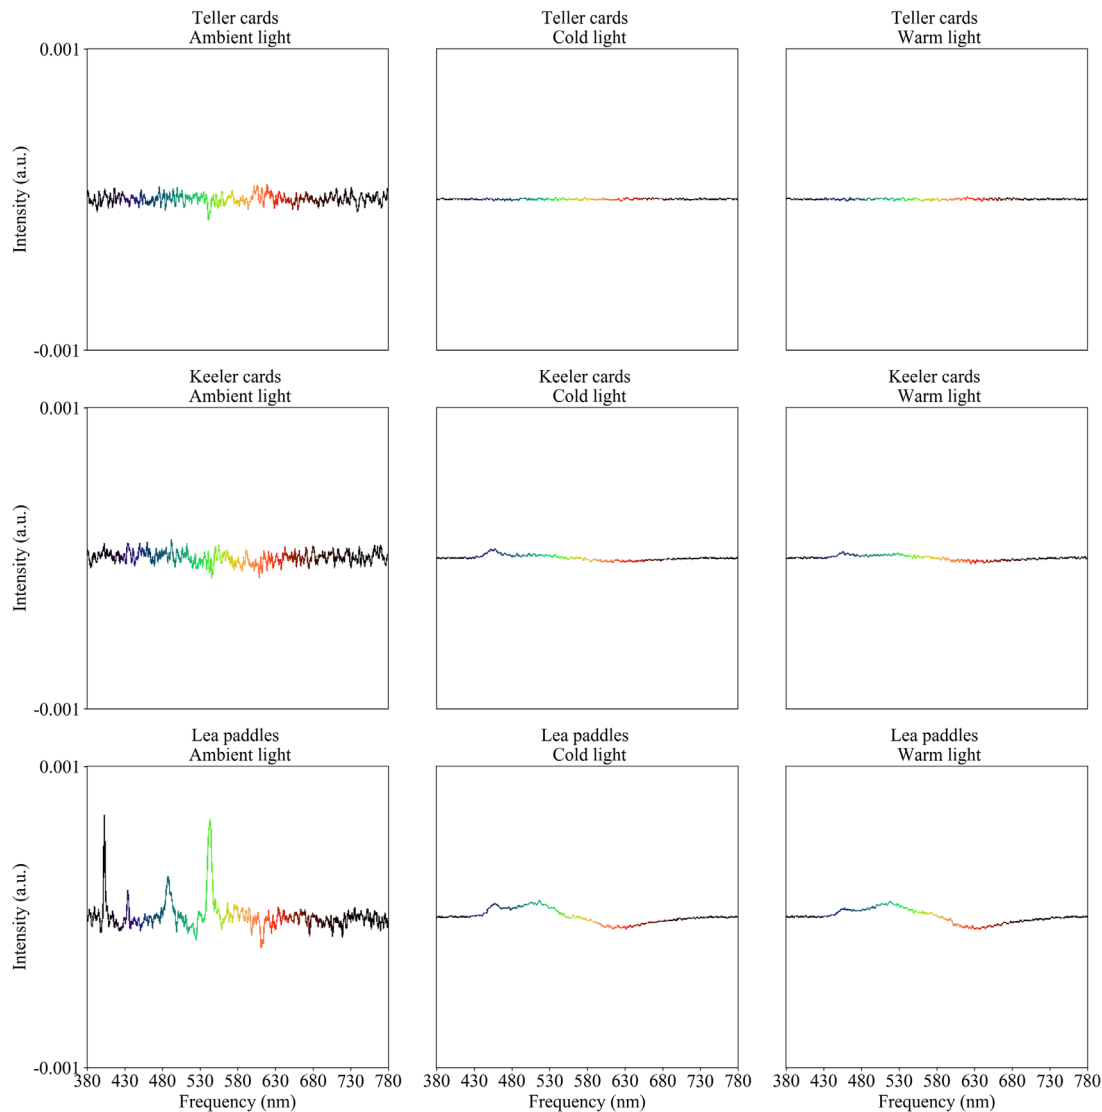 Teller cards
Ambient light
Teller cards
Cold light
Teller cards
Warm light
0.001
Intensity (a.u.)
-0.001
Keeler cards
Ambient light
Keeler cards
Cold light
Keeler cards
Warm light
0.001
Intensity (a.u.)
-0.001
Lea paddles
Ambient light
Lea paddles
Cold light
Lea paddles
Warm light
0.001
Intensity (a.u.)
-0.001
380 430 480 530 580 630 680 730 780
380 430 480 530 580 630 680 730 780
380 430 480 530 580 630 680 730 780
Frequency (nm)
Frequency (nm)
Frequency (nm)